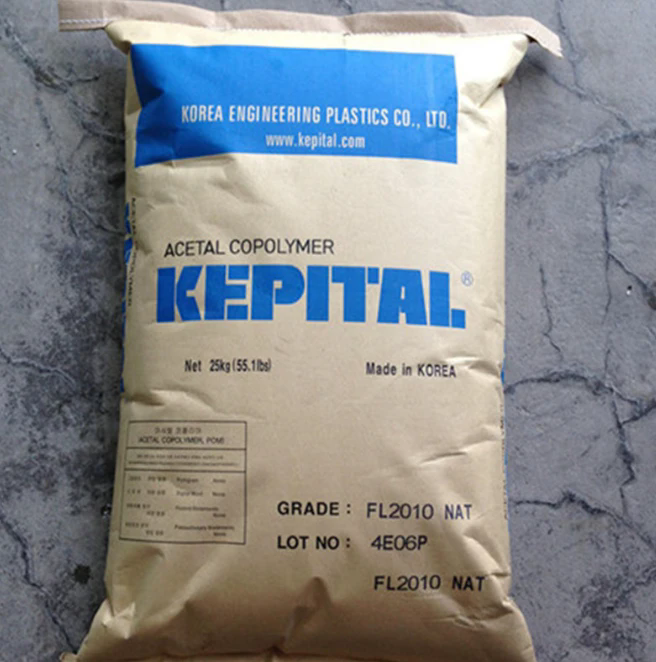 KOREA ENGINEERING PLASTICS CO., LTD.
www.kepital.com
ACETAL COPOLYMER
KEPITAL®
Net 25kg(55.1lbs)
Made in KOREA
ACETAL COPOLYMER, POM
GRADE : FL2010 NAT
LOT NO : 4E06P
FL2010 NAT